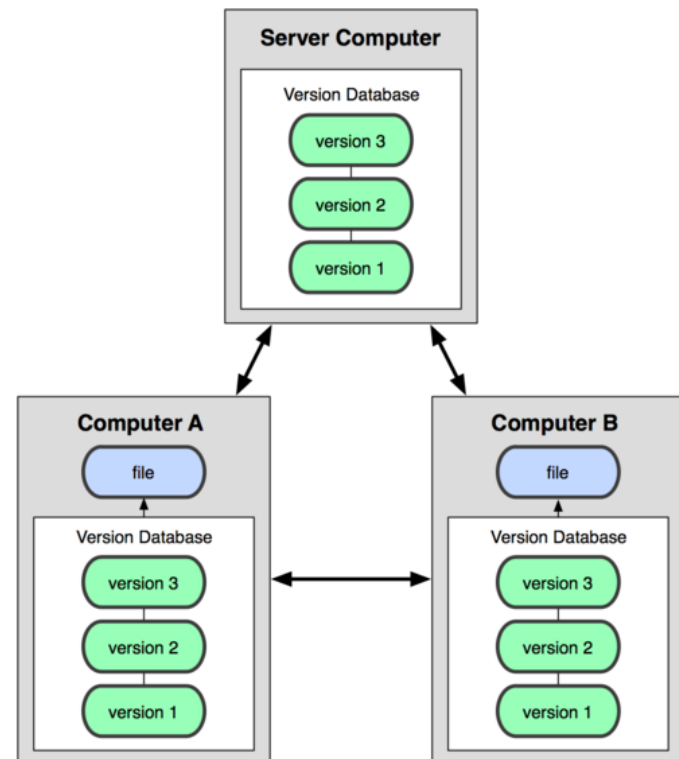 Server Computer
Version Database
version 3
version 2
version 1
Computer A
file
Version Database
version 3
version 2
version 1
Computer B
file
Version Database
version 3
version 2
version 1